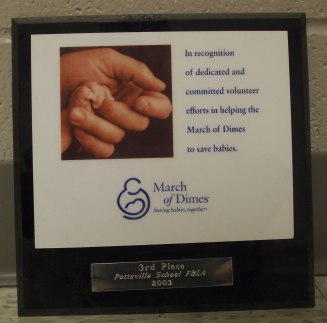 In recognition
of dedicated and
committed volunteer
efforts in helping the
March of Dimes
to save babies.
March
of Dimes
Saving babies, together
3rd Place
Pottsville School FBLA
2003